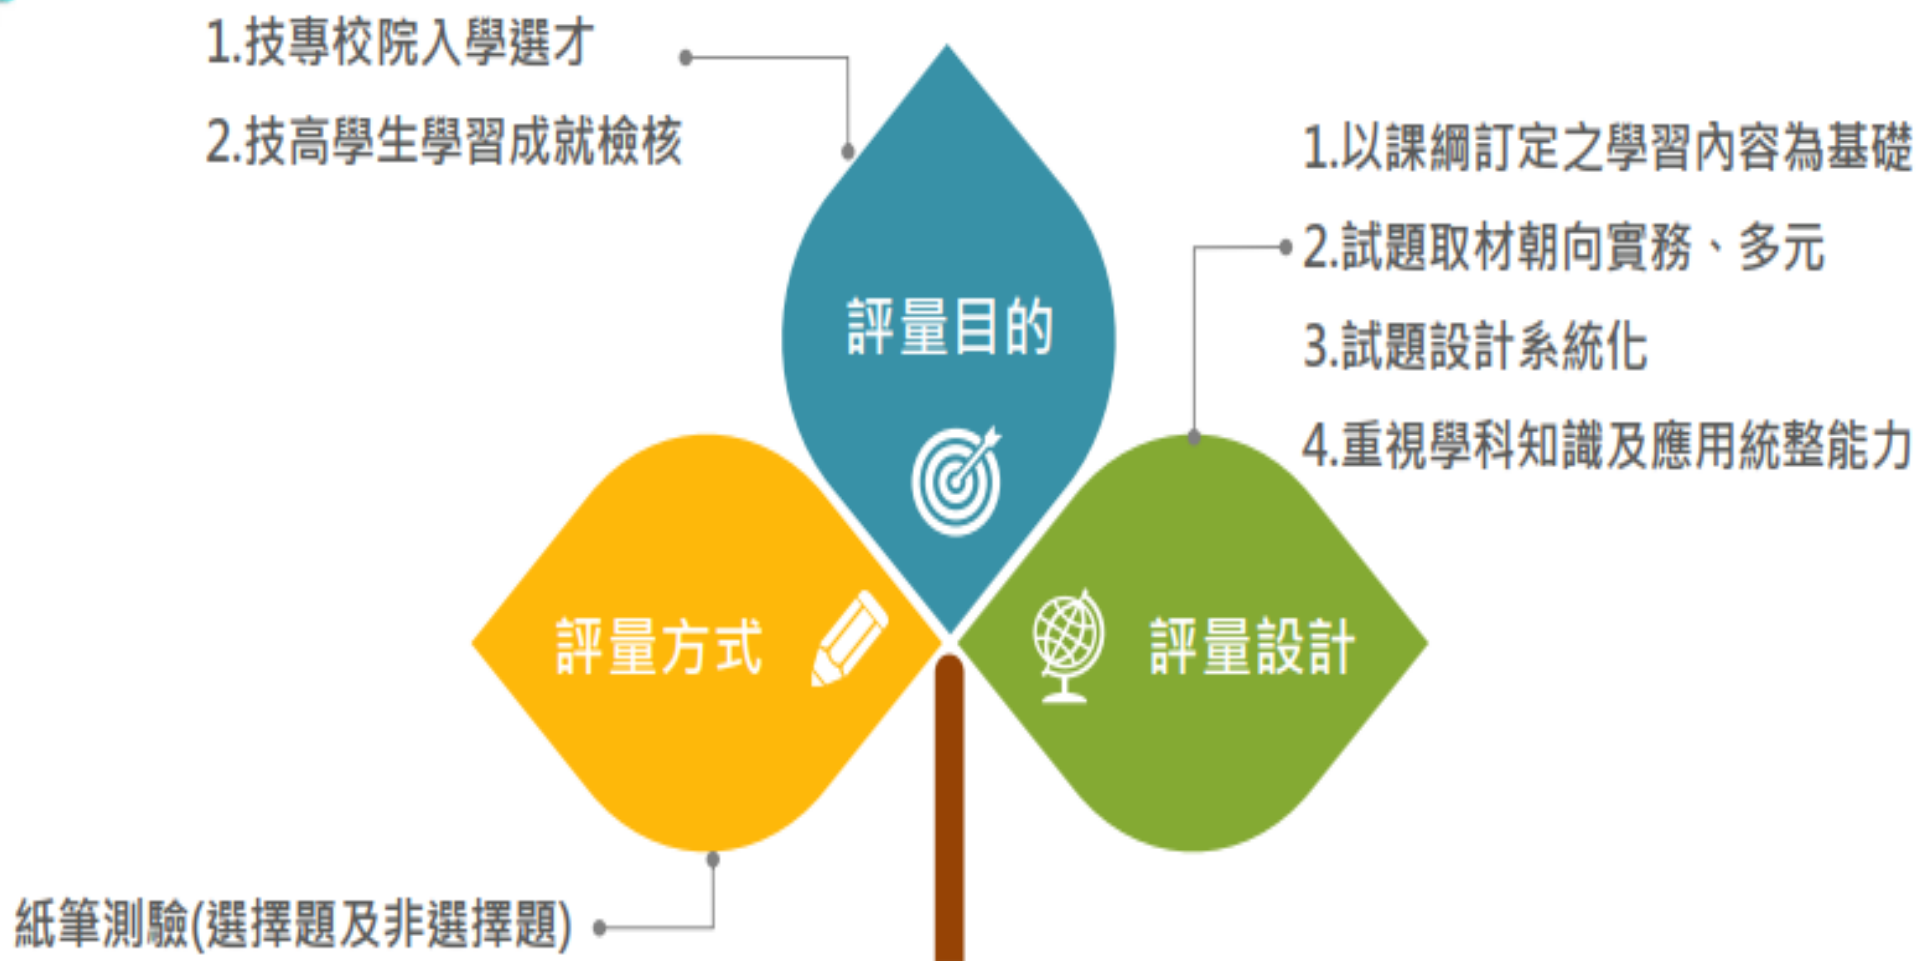 1.技專校院入學選才
2.技高學生學習成就檢核
1.以課綱訂定之學習內容為基礎
2.試題取材朝向實務、多元
3.試題設計系統化
4.重視學科知識及應用統整能力
評量目的
評量方式
評量設計
紙筆測驗(選擇題及非選擇題)